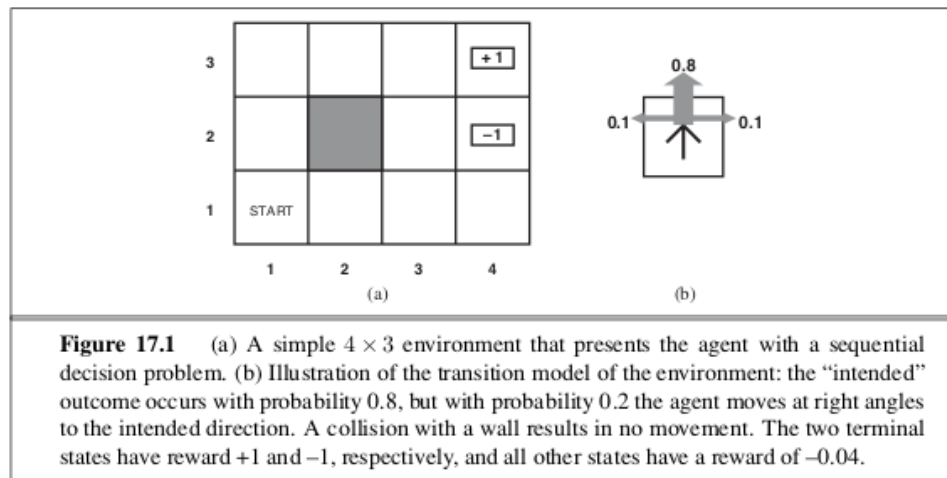 3
+ 1
0.8
2
–1
0.1
0.1
1
START
1 2 3 4
(a)
(b)
Figure 17.1 (a) A simple 4 × 3 environment that presents the agent with a sequential
decision problem. (b) Illustration of the transition model of the environment: the “intended”
outcome occurs with probability 0.8, but with probability 0.2 the agent moves at right angles
to the intended direction. A collision with a wall results in no movement. The two terminal
states have reward +1 and –1, respectively, and all other states have a reward of –0.04.